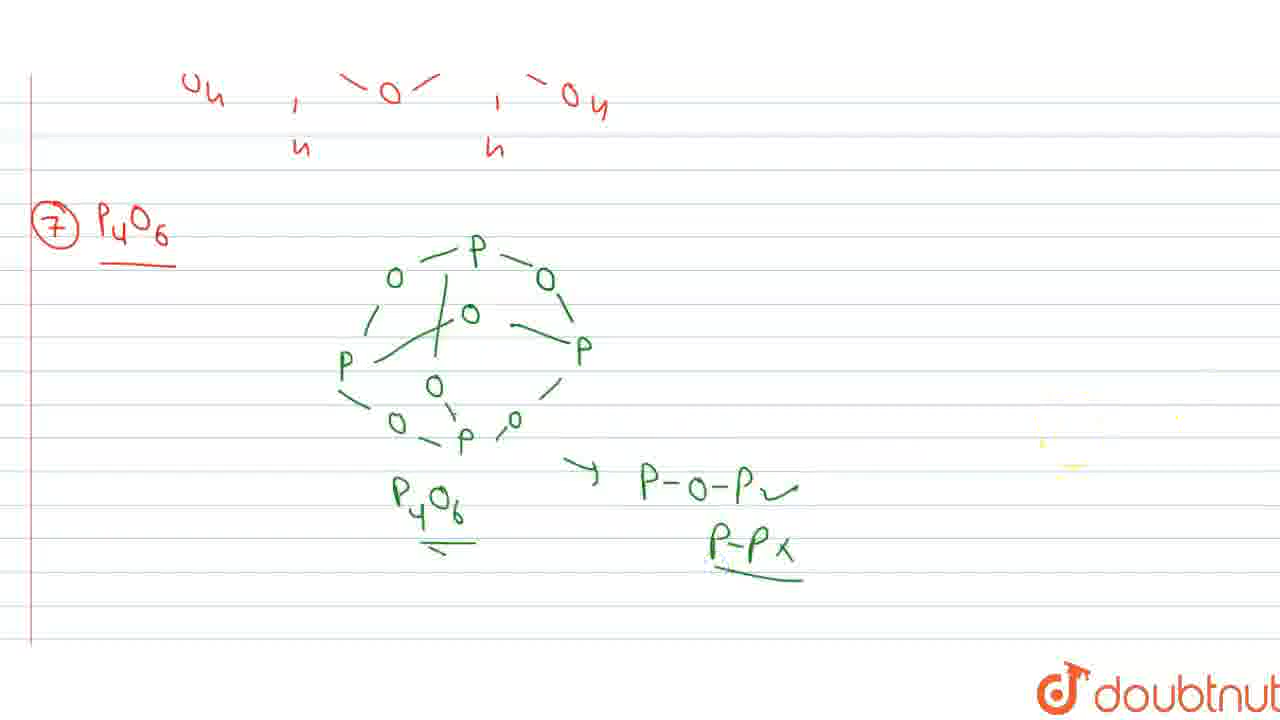 OH O OH
H H
7 P4O6
P
O O
O
P P
O
O P O
P4O6 → P-O-P ✓
P-P x
doubtnut